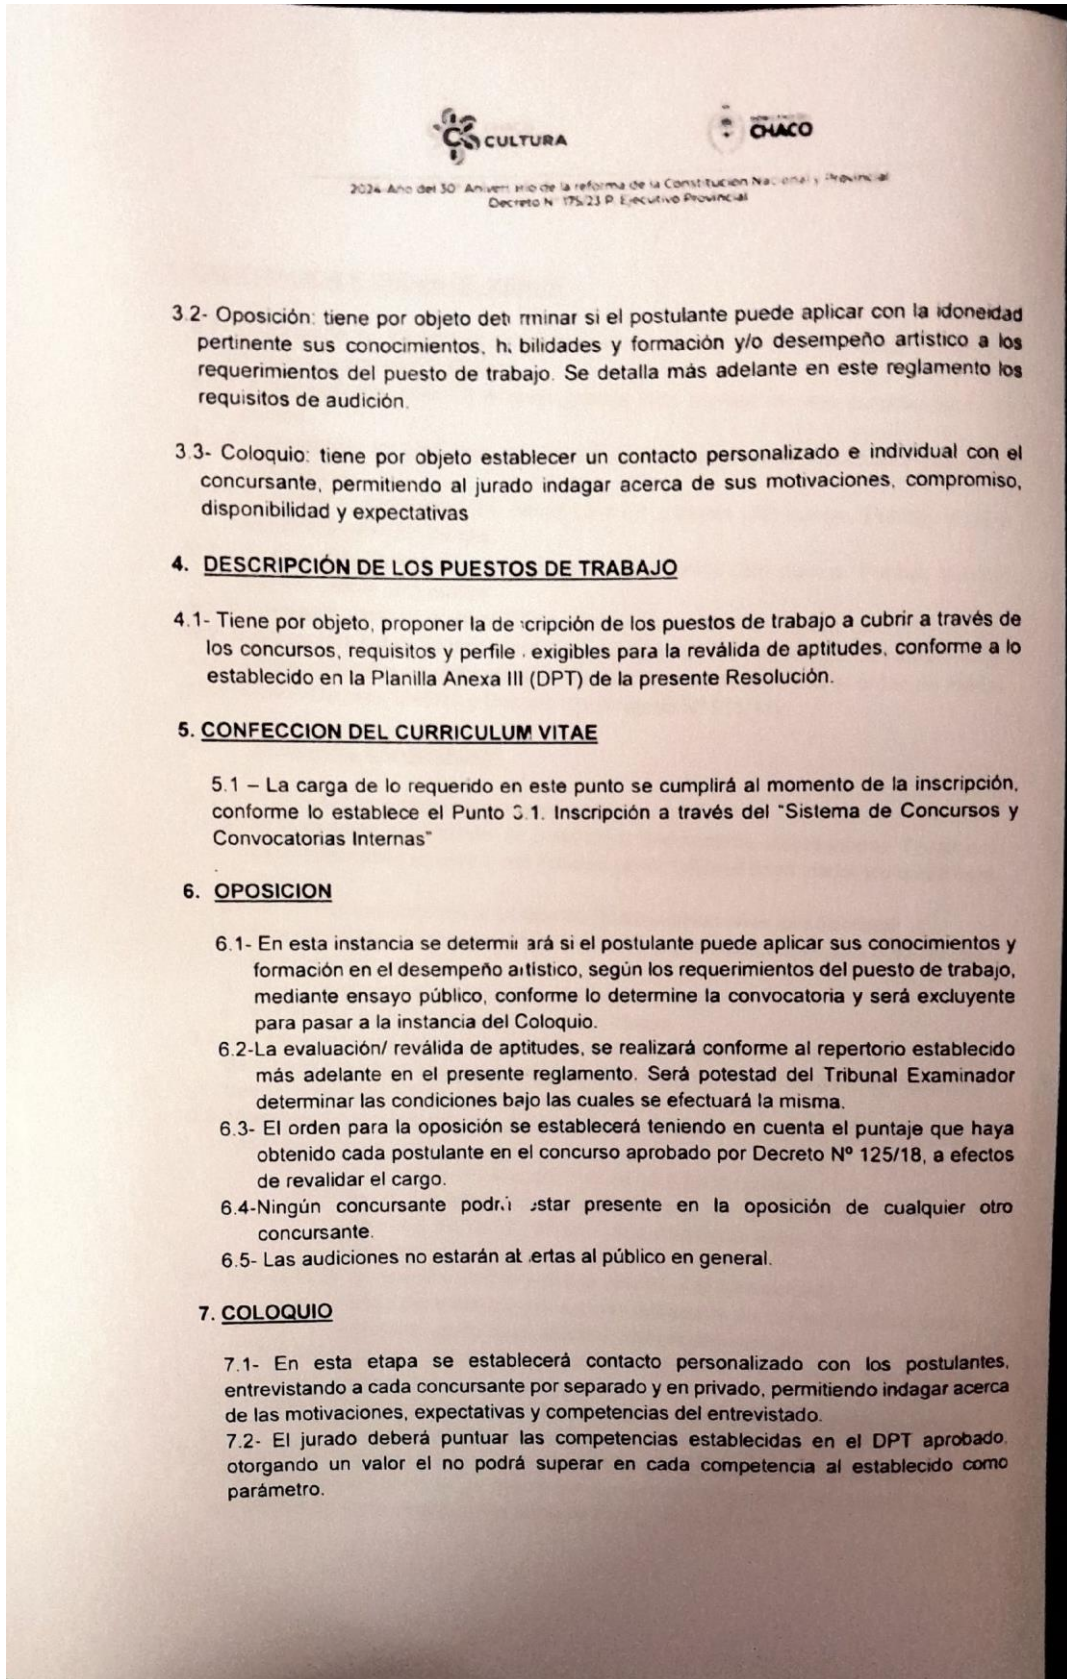 CULTURA
CHACO
2024 Año del 30° Aniversario de la reforma de la Constitución Nacional y Provincial
Decreto N° 175/23 P. Ejecutivo Provincial
3.2- Oposición: tiene por objeto determinar si el postulante puede aplicar con la idoneidad
pertinente sus conocimientos, habilidades y formación y/o desempeño artístico a los
requerimientos del puesto de trabajo. Se detalla más adelante en este reglamento los
requisitos de audición.
3.3- Coloquio: tiene por objeto establecer un contacto personalizado e individual con el
concursante, permitiendo al jurado indagar acerca de sus motivaciones, compromiso,
disponibilidad y expectativas
4. DESCRIPCIÓN DE LOS PUESTOS DE TRABAJO
4.1- Tiene por objeto, proponer la descripción de los puestos de trabajo a cubrir a través de
los concursos, requisitos y perfiles exigibles para la reválida de aptitudes, conforme a lo
establecido en la Planilla Anexa III (DPT) de la presente Resolución.
5. CONFECCION DEL CURRICULUM VITAE
5.1 – La carga de lo requerido en este punto se cumplirá al momento de la inscripción,
conforme lo establece el Punto 3.1. Inscripción a través del "Sistema de Concursos y
Convocatorias Internas"
6. OPOSICION
6.1- En esta instancia se determinará si el postulante puede aplicar sus conocimientos y
formación en el desempeño artístico, según los requerimientos del puesto de trabajo,
mediante ensayo público, conforme lo determine la convocatoria y será excluyente
para pasar a la instancia del Coloquio.
6.2-La evaluación/ reválida de aptitudes, se realizará conforme al repertorio establecido
más adelante en el presente reglamento. Será potestad del Tribunal Examinador
determinar las condiciones bajo las cuales se efectuará la misma.
6.3- El orden para la oposición se establecerá teniendo en cuenta el puntaje que haya
obtenido cada postulante en el concurso aprobado por Decreto Nº 125/18, a efectos
de revalidar el cargo.
6.4-Ningún concursante podrá estar presente en la oposición de cualquier otro
concursante.
6.5- Las audiciones no estarán abiertas al público en general.
7. COLOQUIO
7.1- En esta etapa se establecerá contacto personalizado con los postulantes,
entrevistando a cada concursante por separado y en privado, permitiendo indagar acerca
de las motivaciones, expectativas y competencias del entrevistado.
7.2- El jurado deberá puntuar las competencias establecidas en el DPT aprobado,
otorgando un valor el no podrá superar en cada competencia al establecido como
parámetro.